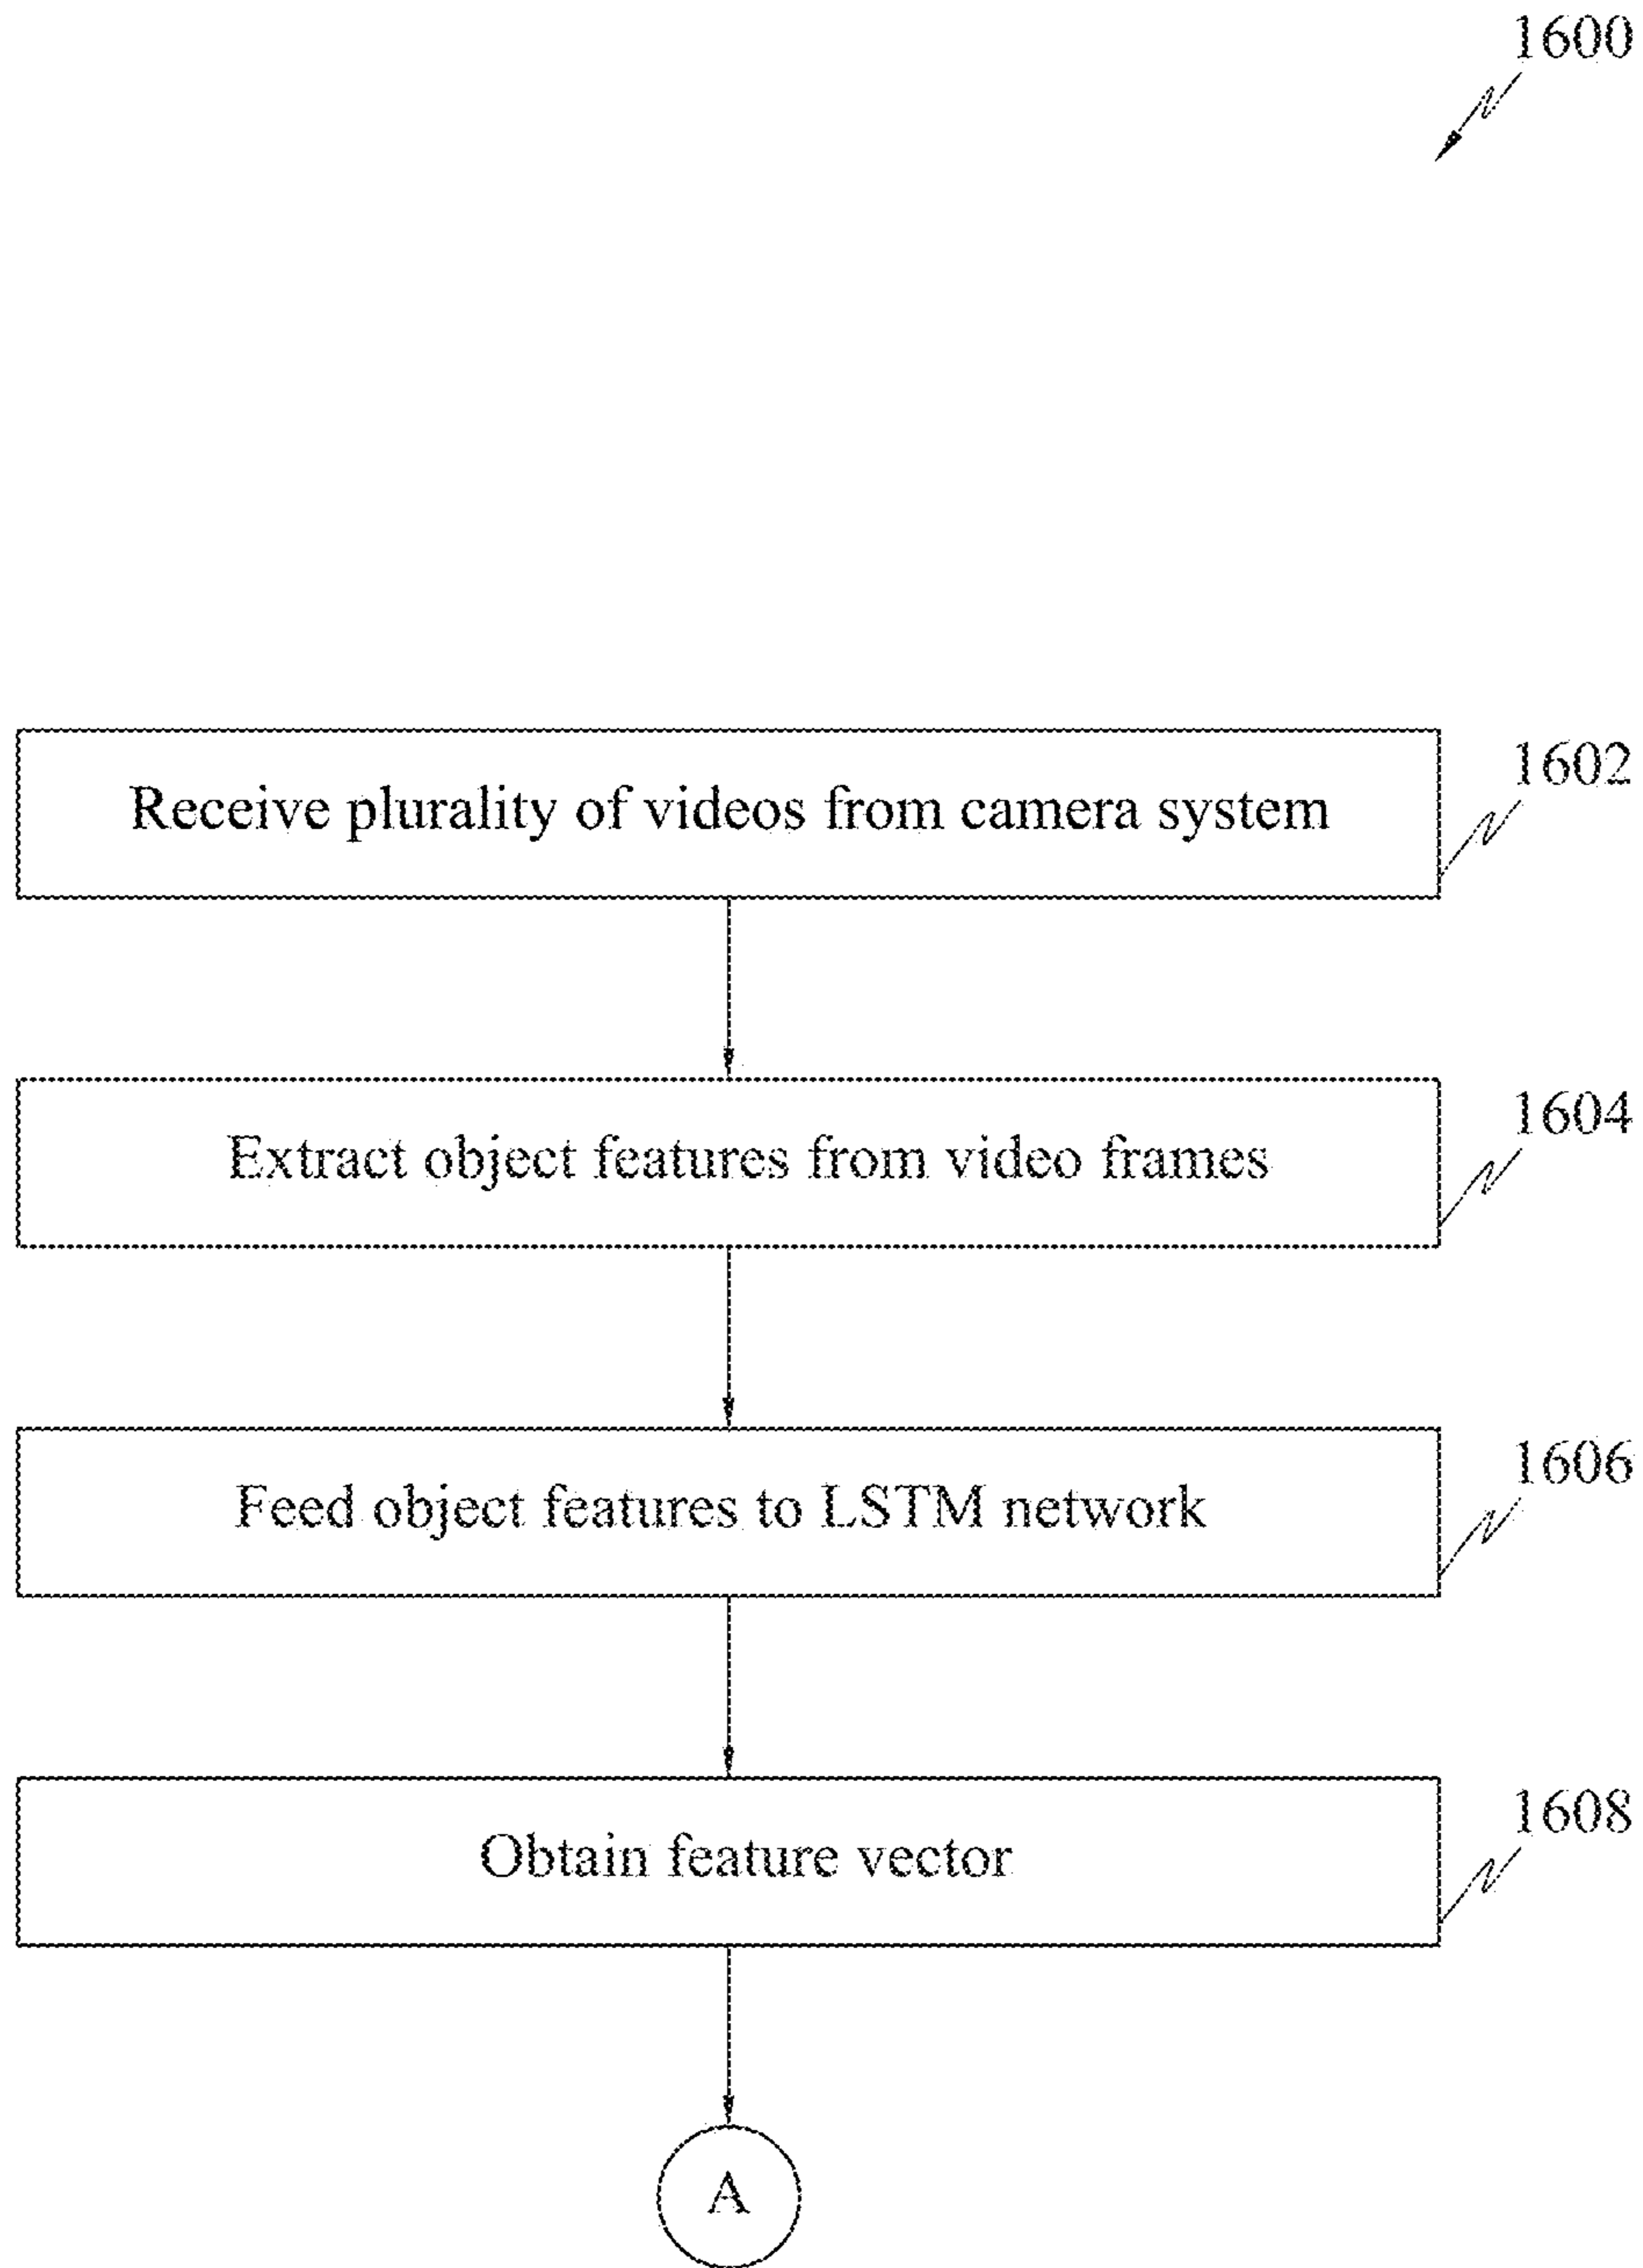 1600
Receive plurality of videos from camera system
1602
Extract object features from video frames
1604
Feed object features to LSTM network
1606
Obtain feature vector
1608
A